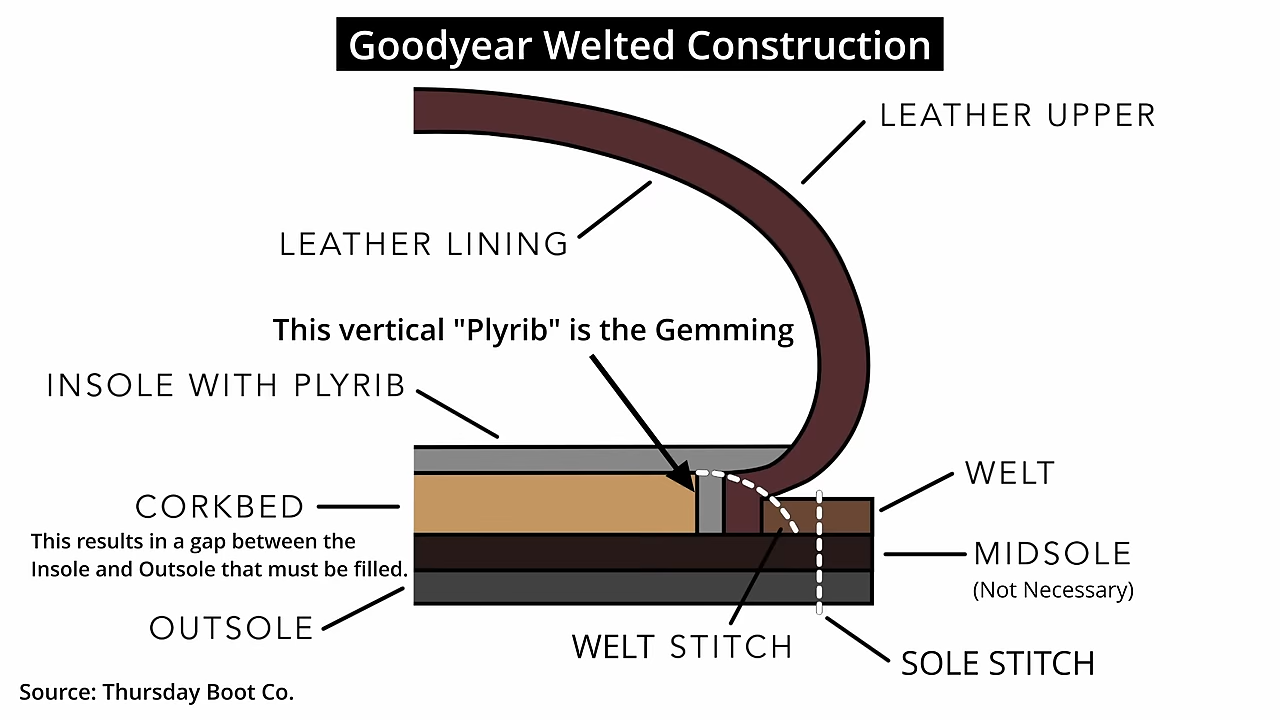 Goodyear Welted Construction
LEATHER UPPER
LEATHER LINING
This vertical "Plyrib" is the Gemming
INSOLE WITH PLYRIB
WELT
CORKBED
This results in a gap between the
Insole and Outsole that must be filled.
MIDSOLE
(Not Necessary)
OUTSOLE
WELT STITCH
SOLE STITCH
Source: Thursday Boot Co.